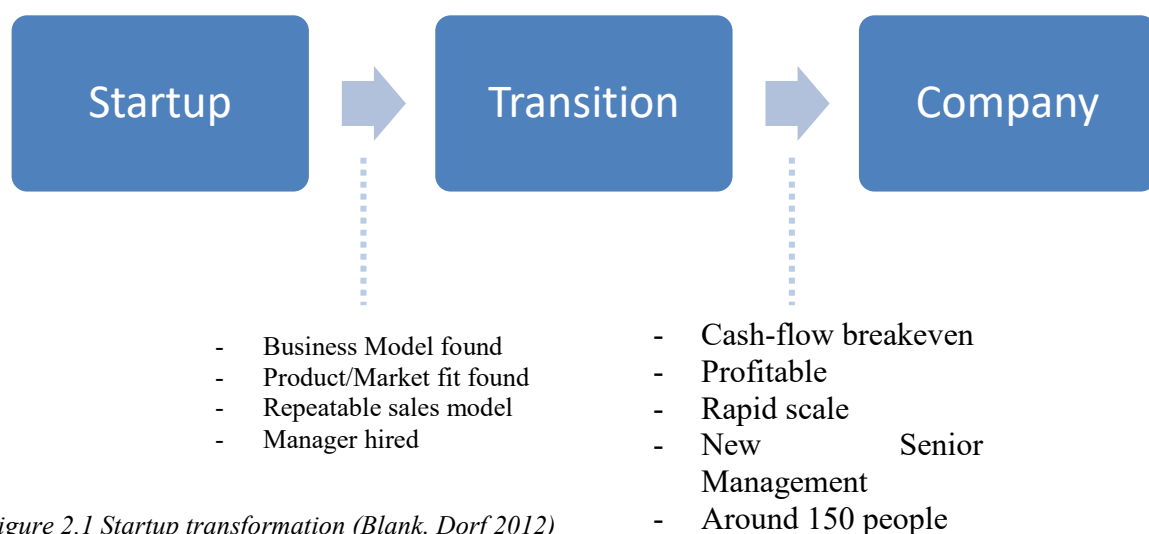 Startup
Transition
Company
- Business Model found
- Product/Market fit found
- Repeatable sales model
- Manager hired
- Cash-flow breakeven
- Profitable
- Rapid scale
- New Senior
Management
- Around 150 people
igure 2.1 Startup transformation (Blank, Dorf 2012)